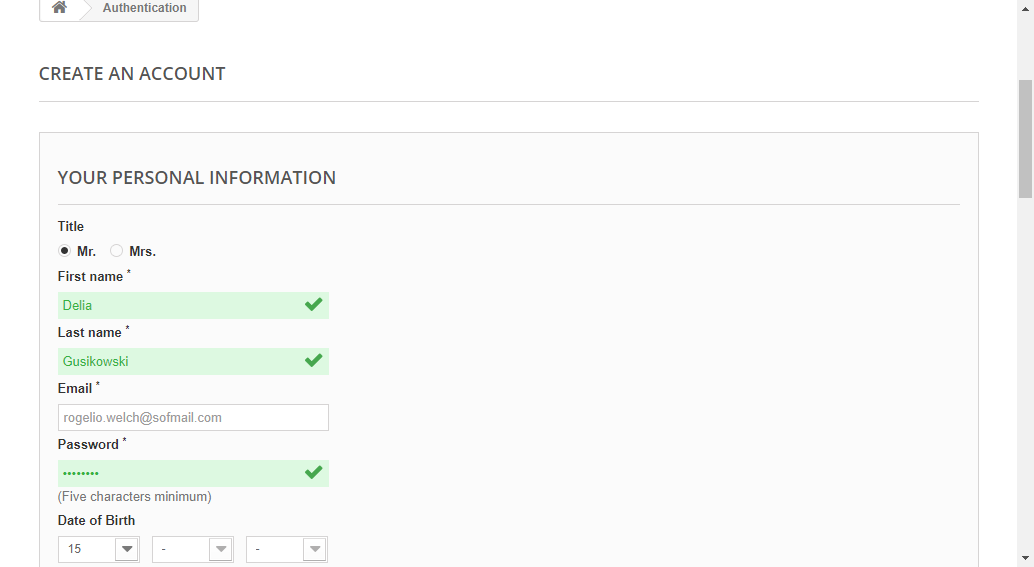 Authentication
CREATE AN ACCOUNT
YOUR PERSONAL INFORMATION
Title
Mr. Mrs.
First name *
Delia
Last name *
Gusikowski
Email *
rogelio.welch@sofmail.com
Password *
••••••••
(Five characters minimum)
Date of Birth
15 - -